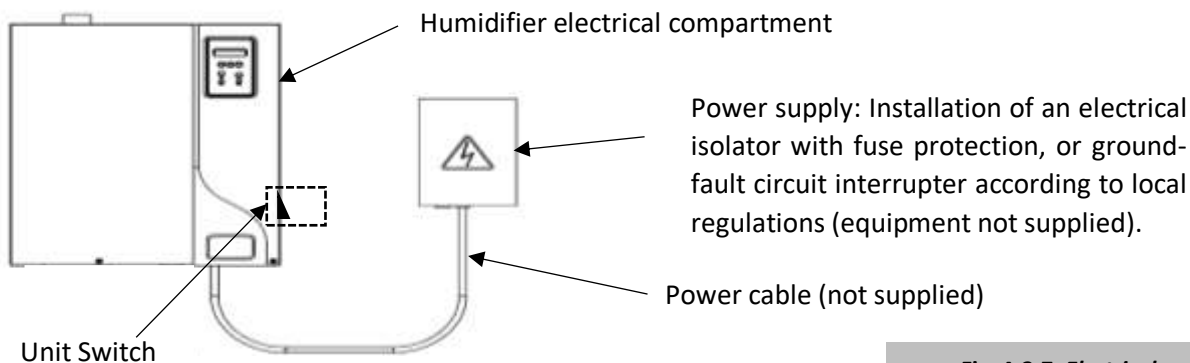 Humidifier electrical compartment
Power supply: Installation of an electrical
isolator with fuse protection, or ground-
fault circuit interrupter according to local
regulations (equipment not supplied).
Power cable (not supplied)
Unit Switch